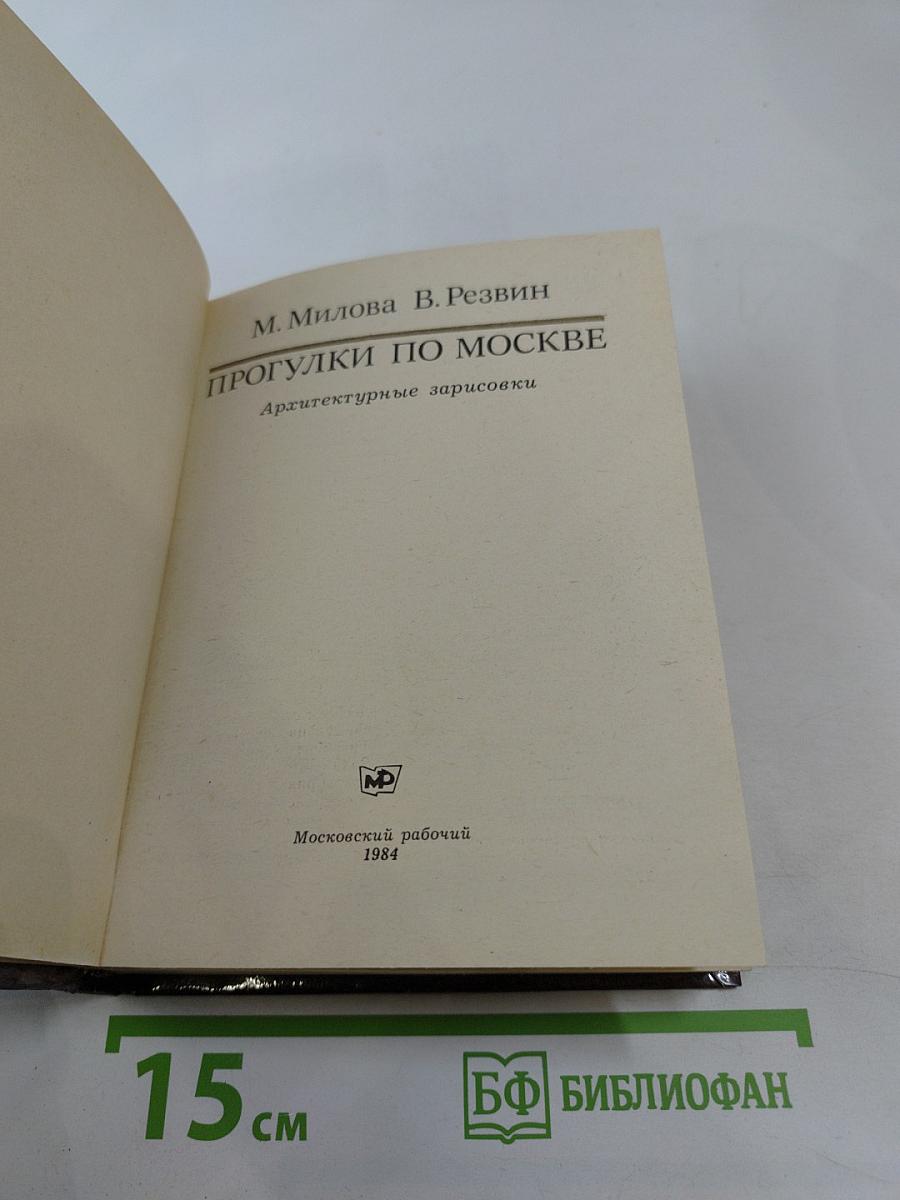 М. Милова В. Резвин
ПРОГУЛКИ ПО МОСКВЕ
Архитектурные зарисовки
МР
Московский рабочий
1984
15 см
БФ БИБЛИОФАН